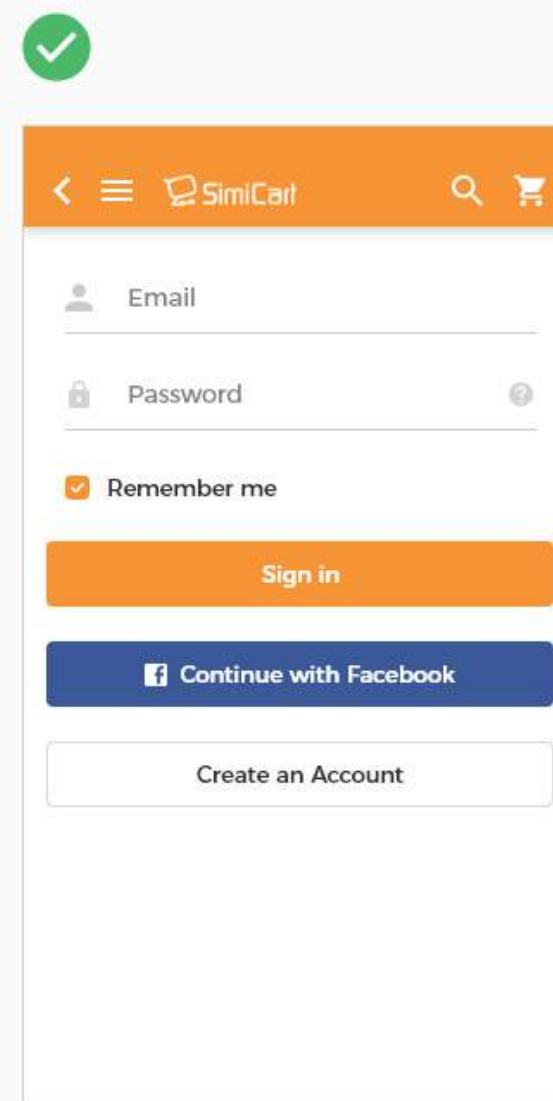 SimiCart
Email
Password
Remember me
Sign in
Continue with Facebook
Create an Account